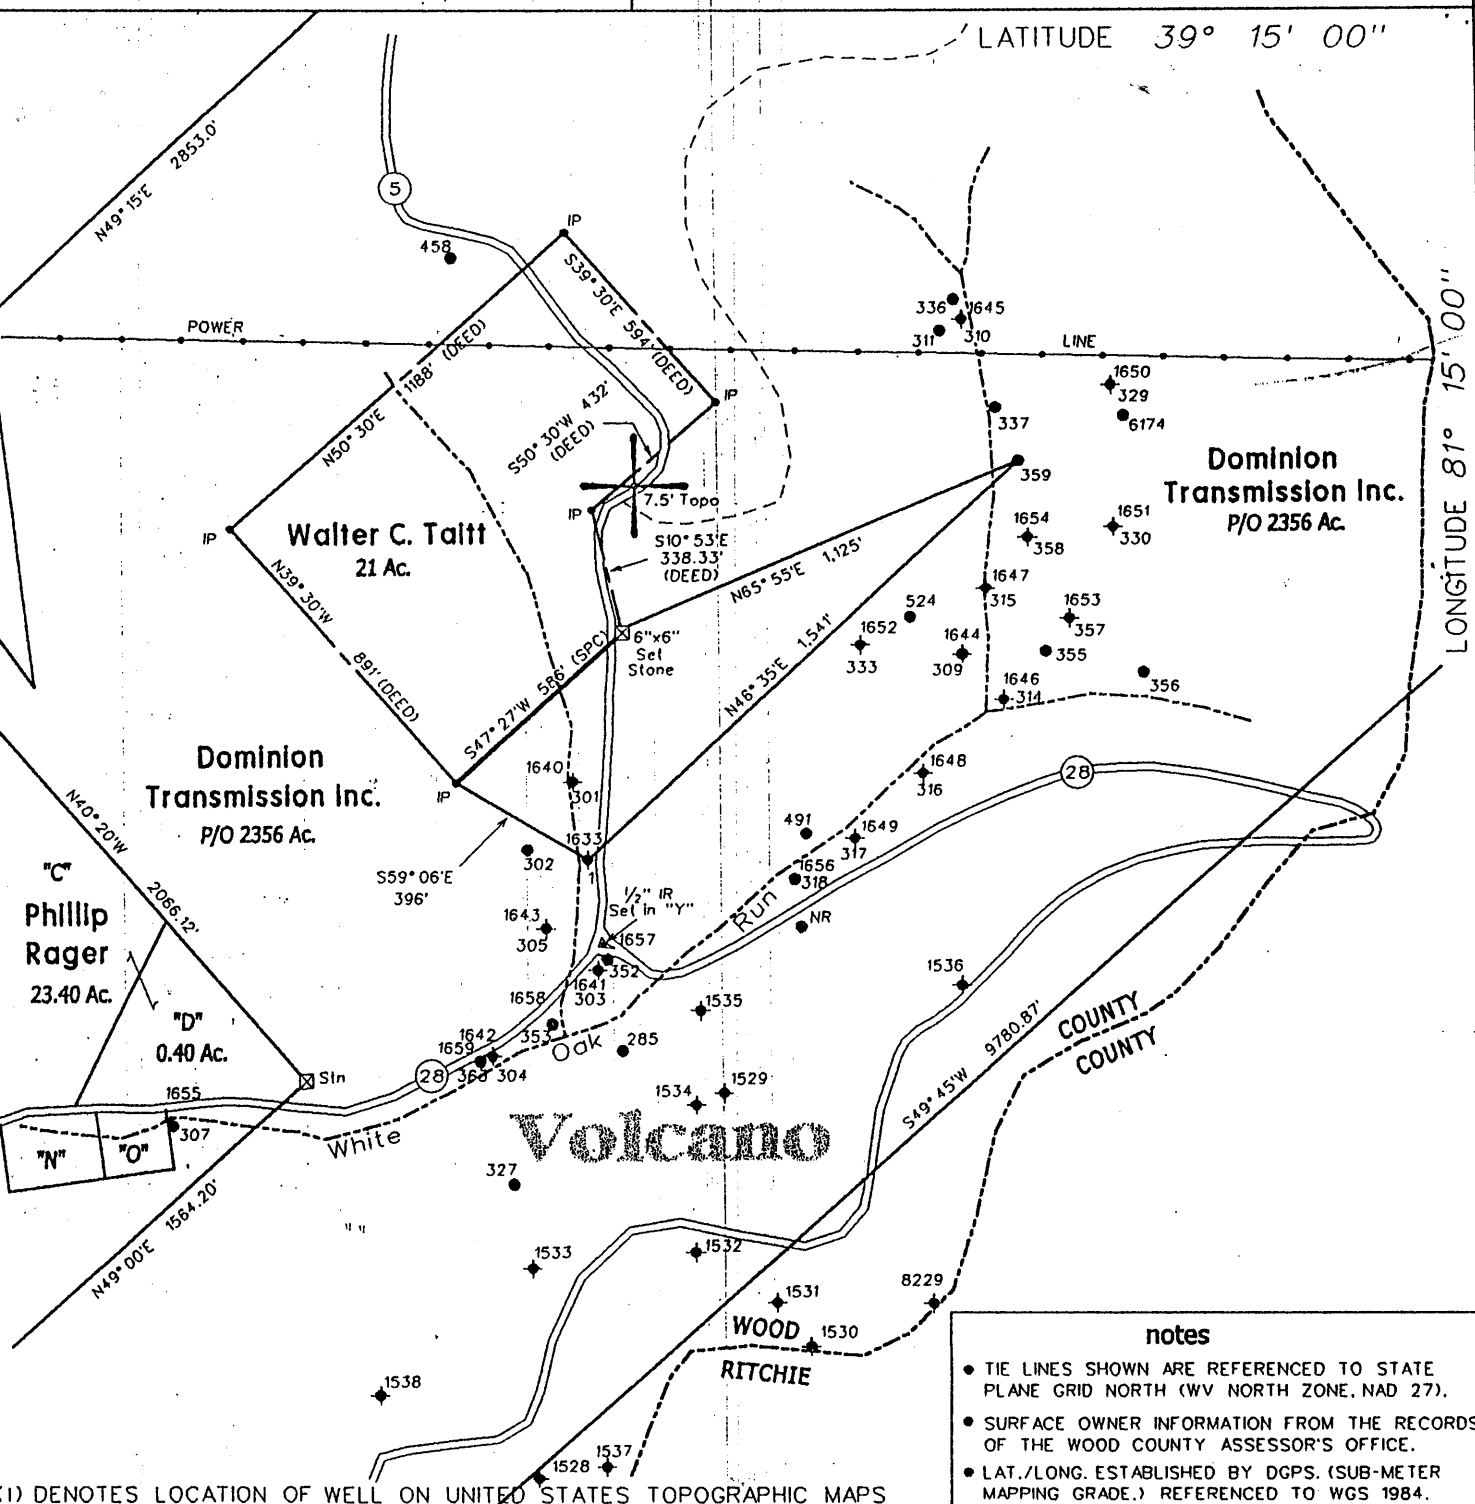 LATITUDE 39° 15' 00"
N49° 15'E 2853.0'
5
458
IP
S39° 30'E 594' (DEED)
POWER
LINE
N50° 30'E 1188' (DEED)
336
1645
311
310
1650
329
6174
337
IP
S50° 30'W 432'
(DEED)
359
7.5' Topo
IP
IP
Dominion
Transmission Inc.
P/O 2356 Ac.
LONGITUDE 81° 15' 00"
Walter C. Taitt
21 Ac.
S10° 53'E
338.33'
(DEED)
N65° 55'E 1,125'
1654
358
1651
330
1647
315
N39° 30'W 891' (DEED)
524
1652
333
1644
309
1653
357
355
356
1646
314
6"x6"
Set
Stone
S47° 27'W 586' (SPC)
N46° 35'E 1,541'
Dominion
Transmission Inc.
P/O 2356 Ac.
IP
1640
301
1648
316
28
N40° 20'W 2066.12'
1633
1
302
491
1649
317
1656
318
S59° 06'E
396'
"C"
Phillip
Rager
23.40 Ac.
1643
305
1/2" IR
Set in "Y"
1657
352
1641
303
Run
NR
1536
1535
COUNTY
COUNTY
"D"
0.40 Ac.
1658
353
1642
1659
363
304
Oak
285
Stn
28
1655
307
1534
1529
S49° 45'W 9780.87'
White
Volcano
"N"
"O"
N49° 00'E 1564.20'
327
1533
1532
1531
8229
WOOD
1530
RITCHIE
1538
1537
1528
notes
● TIE LINES SHOWN ARE REFERENCED TO STATE
PLANE GRID NORTH (WV NORTH ZONE, NAD 27).
● SURFACE OWNER INFORMATION FROM THE RECORDS
OF THE WOOD COUNTY ASSESSOR'S OFFICE.
● LAT./LONG. ESTABLISHED BY DGPS. (SUB-METER
MAPPING GRADE.) REFERENCED TO WGS 1984.
DENOTES LOCATION OF WELL ON UNITED STATES TOPOGRAPHIC MAPS